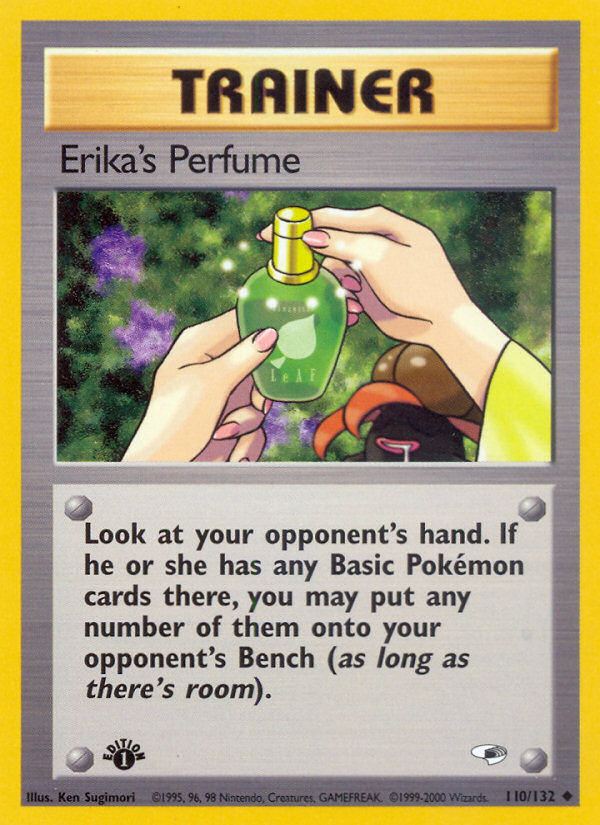 TRAINER
Erika's Perfume
LeAF
Look at your opponent's hand. If
he or she has any Basic Pokémon
cards there, you may put any
number of them onto your
opponent's Bench (as long as
there's room).
EDITION
1
Illus. Ken Sugimori ©1995, 96, 98 Nintendo, Creatures, GAMEFREAK. ©1999-2000 Wizards. 110/132 ◆